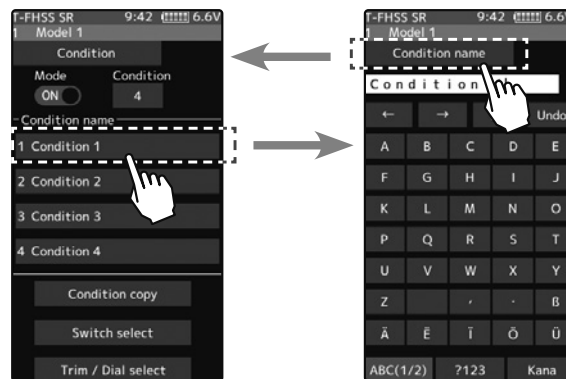 T-FHSS SR 9:42 6.6V
1 Model 1
Condition
Mode Condition
ON 4
Condition name
1 Condition 1
2 Condition 2
3 Condition 3
4 Condition 4
Condition copy
Switch select
Trim / Dial select
T-FHSS SR 9:42 6.6V
1 Model 1
Condition name
Condition
← → Undo
A B C D E
F G H I J
K L M N O
P Q R S T
U V W X Y
Z ' · ß
Ä Ë Ï Ö Ü
ABC(1/2) ?123 Kana